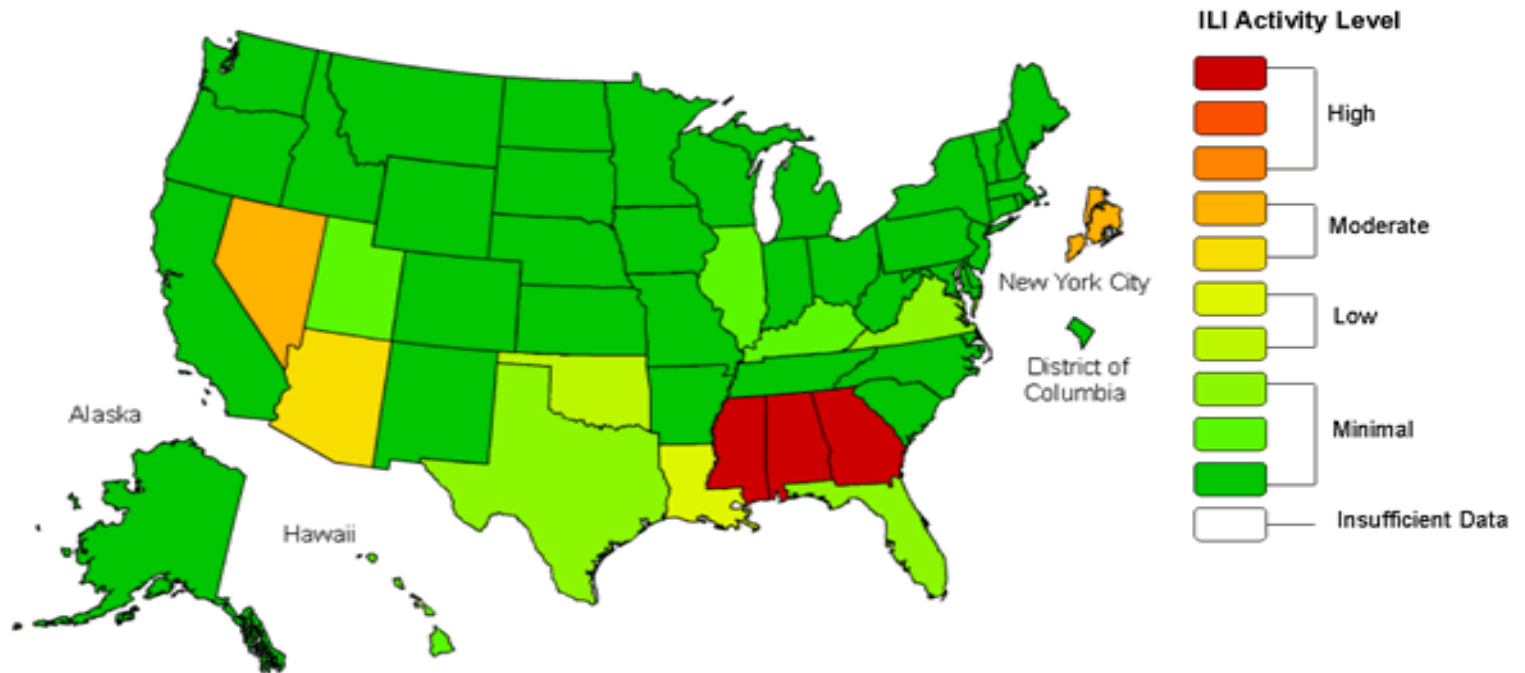 ILI Activity Level
High
Moderate
Low
Minimal
Insufficient Data
New York City
District of
Columbia
Alaska
Hawaii